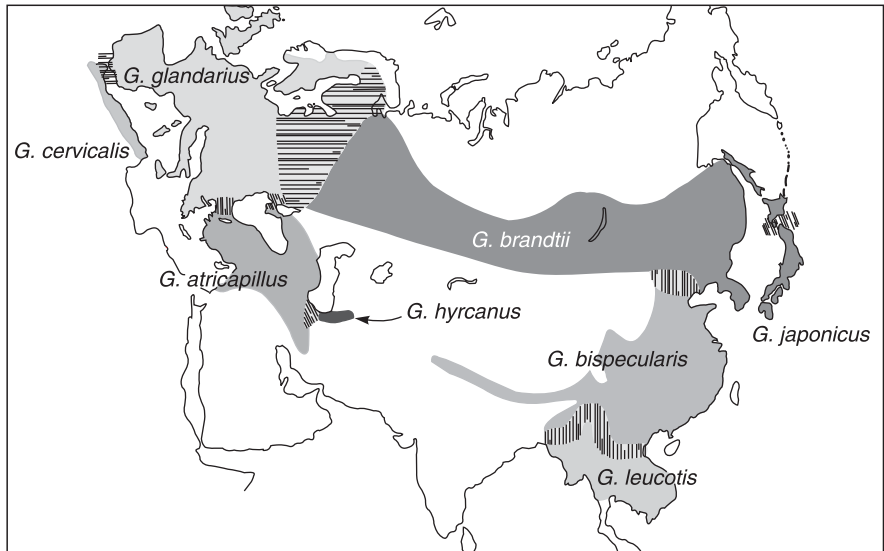 G. glandarius
G. cervicalis
G. brandtii
G. atricapillus
G. hyrcanus
G. japonicus
G. bispecularis
G. leucotis